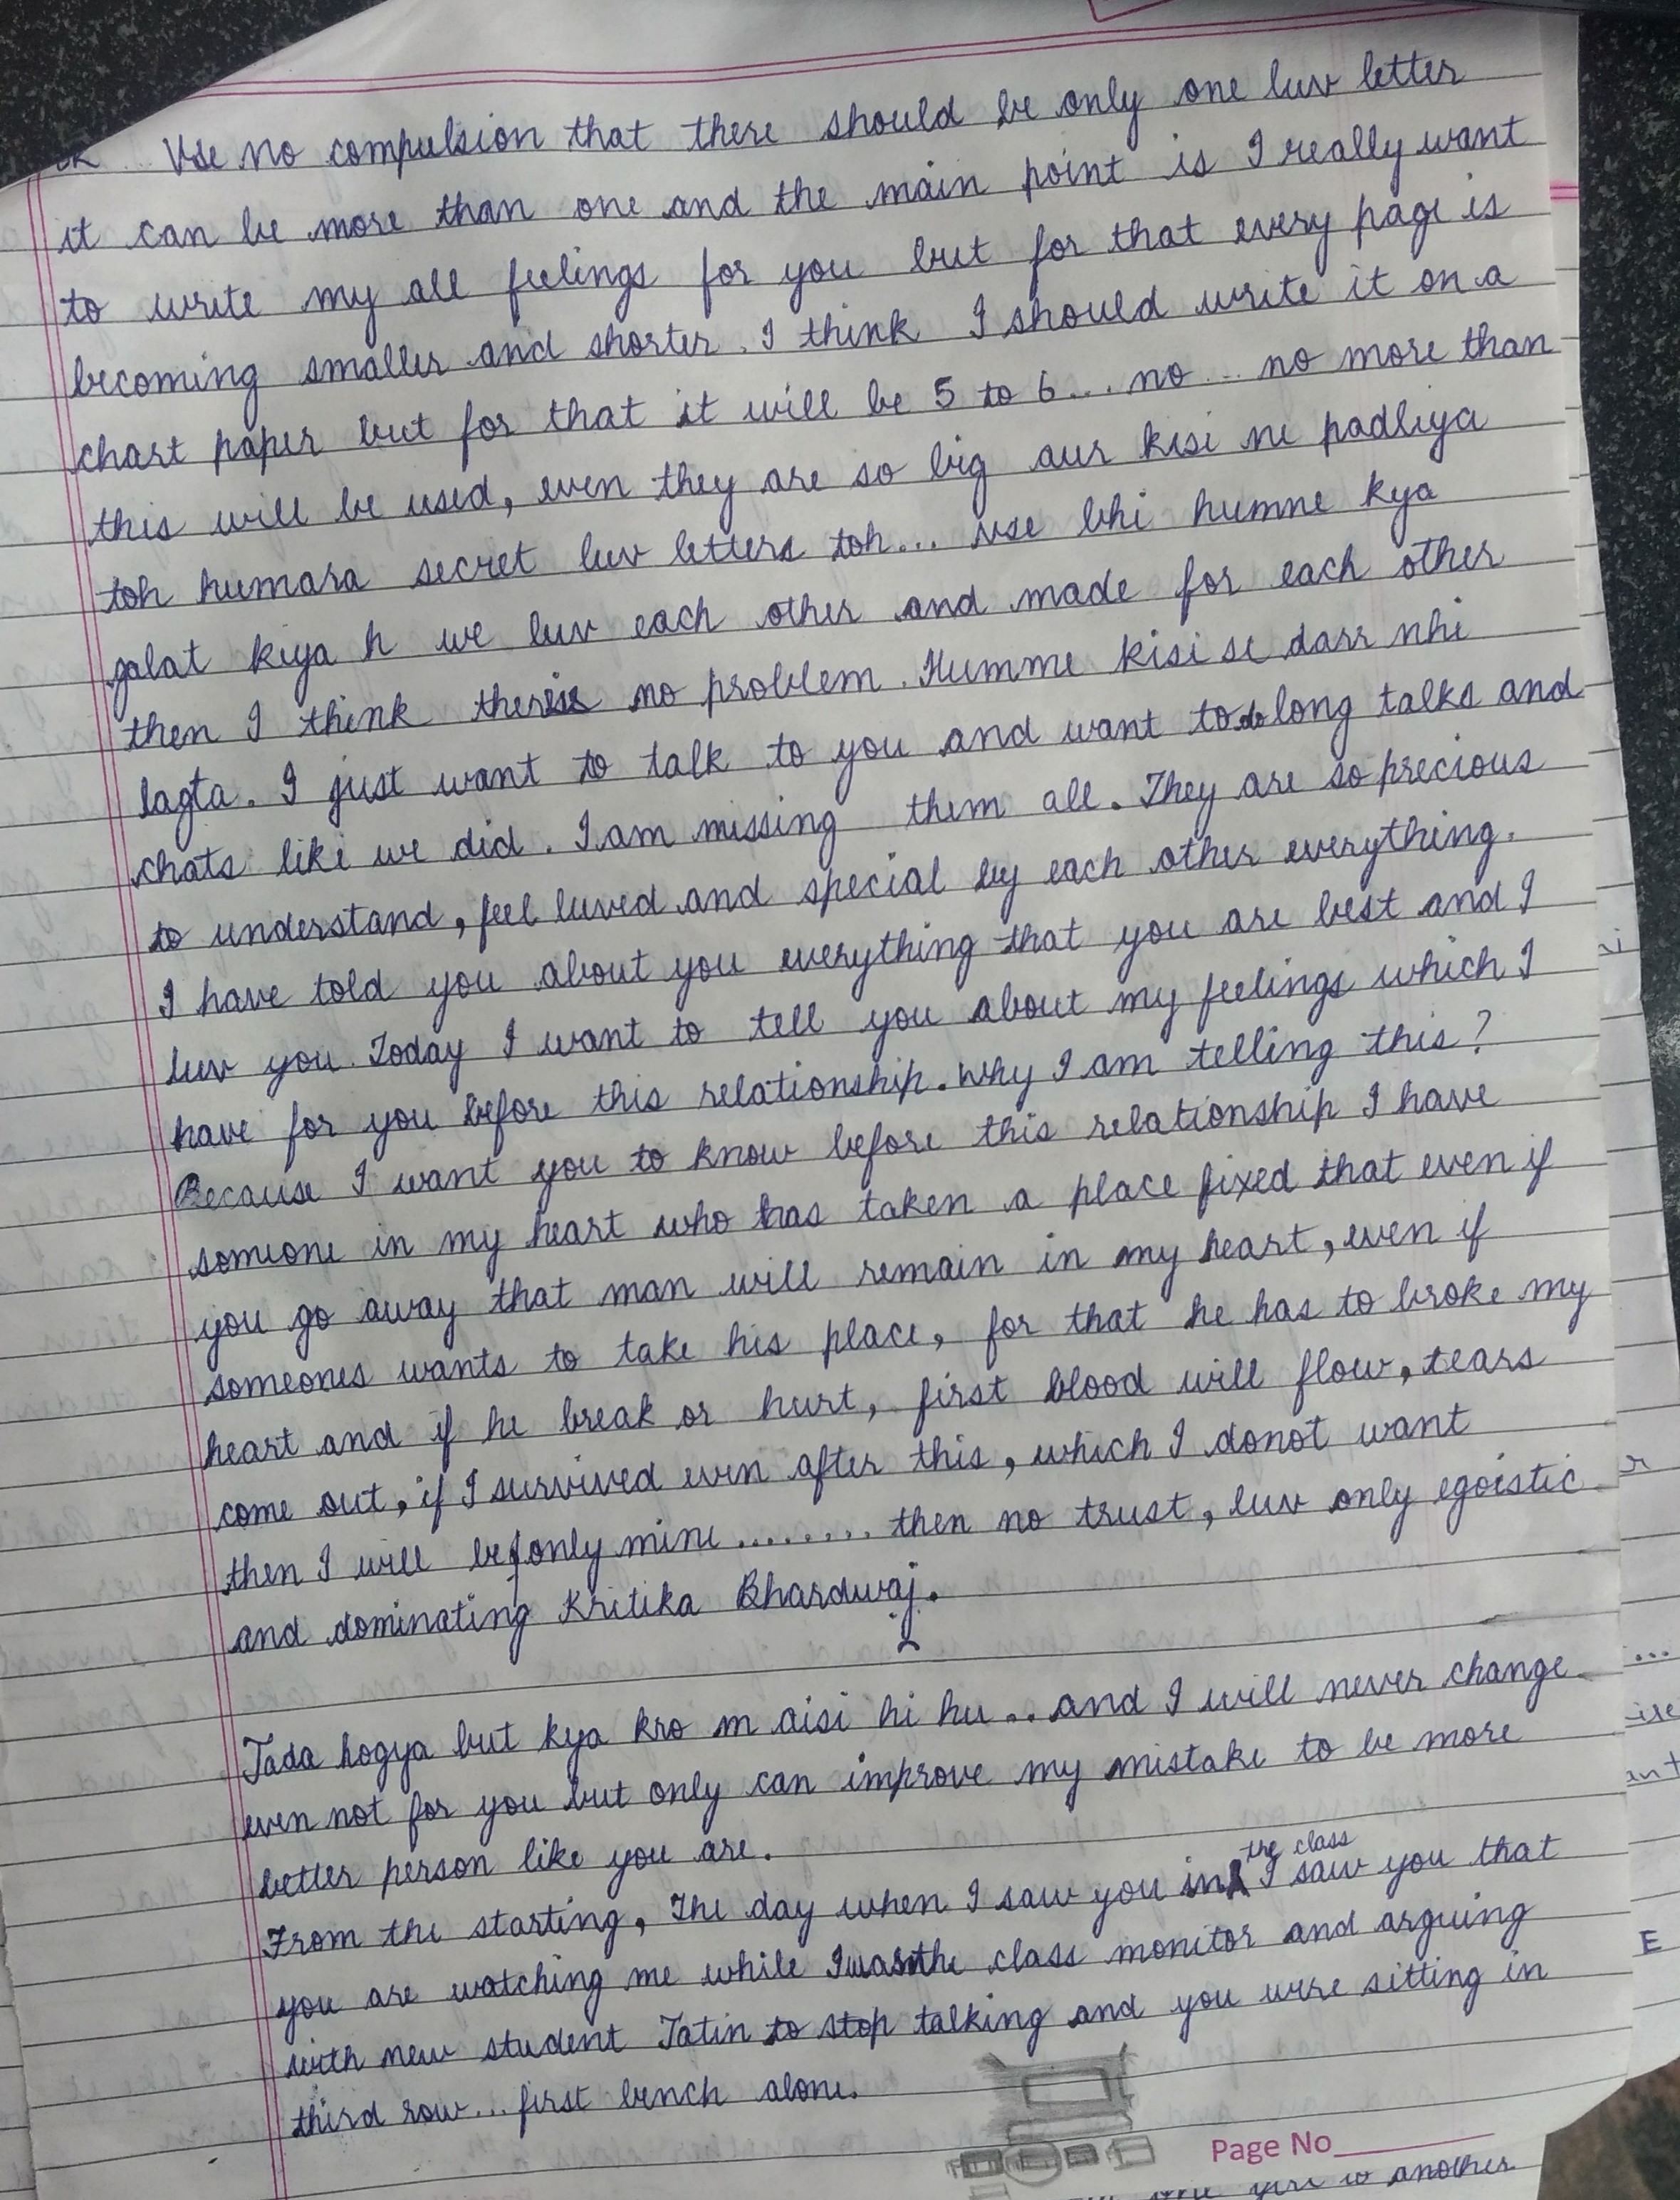 Vse no compulsion that there should be only one luv letter
it can be more than one and the main point is I really want
to write my all feelings for you but for that every page is
becoming smaller and shorter. I think I should write it on a
chart paper but for that it will be 5 to 6... no... no more than
this will be used, even they are so big aur kisi ne padliya
toh humara secret luv letters toh... vse bhi humne kya
galat kiya h we luv each other and made for each other
then I think there is no problem. Humme kisi se darr nhi
lagta. I just want to talk to you and want to do long talks and
chats like we did. I am missing them all. They are so precious
to understand, feel luved and special by each other everything.
I have told you about you everything that you are best and I
luv you. Today I want to tell you about my feelings which I
have for you before this relationship. Why I am telling this?
Because I want you to know before this relationship I have
someone in my heart who has taken a place fixed that even if
you go away that man will remain in my heart, even if
someones wants to take his place, for that he has to broke my
heart and if he break or hurt, first blood will flow, tears
come out, if I survived even after this, which I donot want
then I will be only mine ........ then no trust, luv only egoistic
and dominating Kritika Bhardwaj.
Jada hogya but kya kro m aisi hi hu... and I will never change
even not for you but only can improve my mistake to be more
better person like you are.
From the starting, The day when I saw you in the class I saw you that
you are watching me while I was the class monitor and arguing
with new student Jatin to stop talking and you were sitting in
third row... first bench alone.
Page No
to another